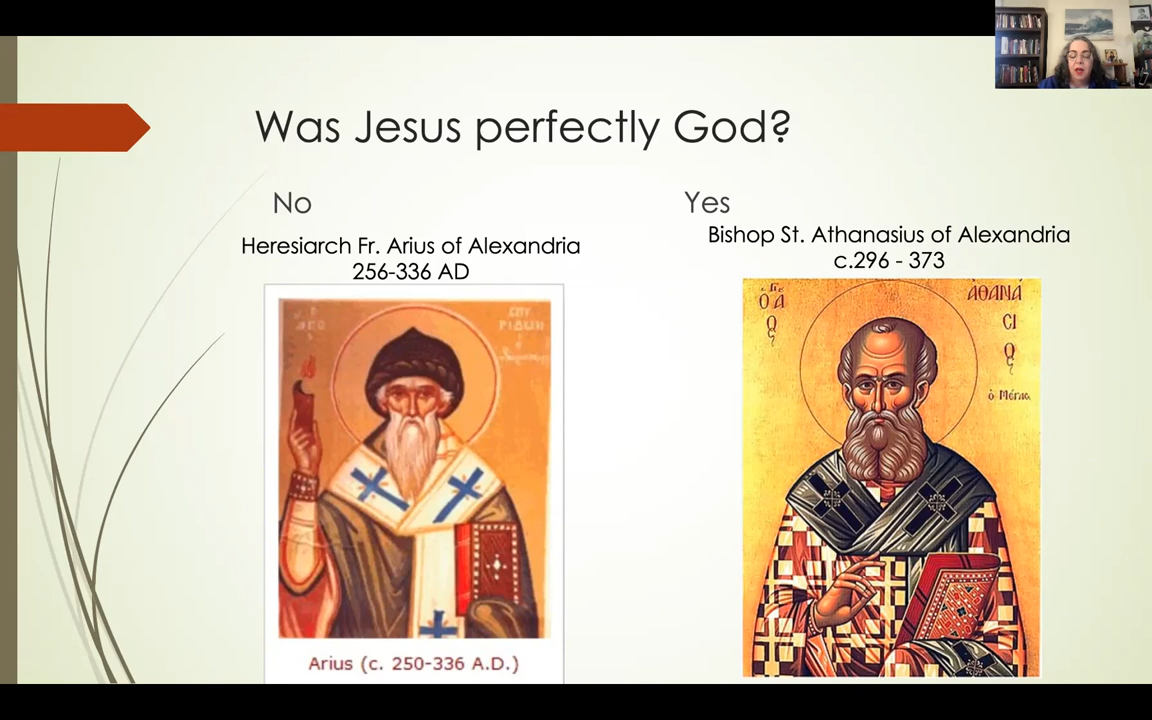 Was Jesus perfectly God?
No
Heresiarch Fr. Arius of Alexandria
256-336 AD
Arius (c. 250-336 A.D.)
Yes
Bishop St. Athanasius of Alexandria
c.296 - 373
ΑΘΑΝΑ
CΙ
Ο
ὁ Μέγας